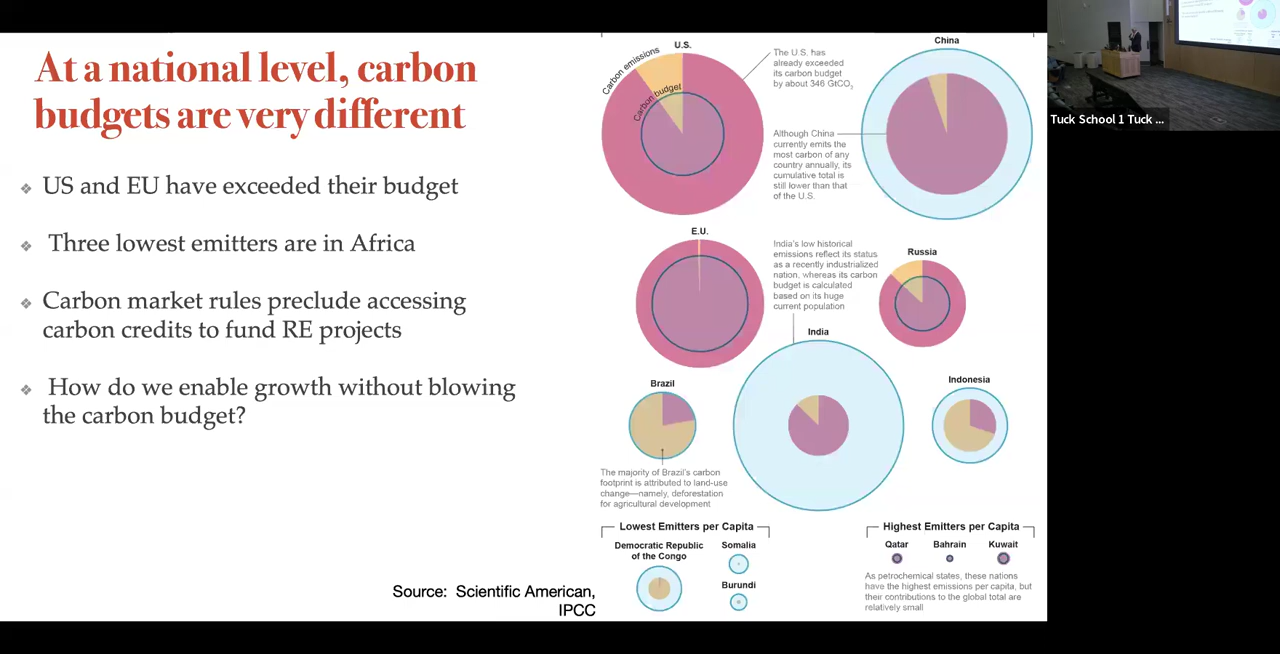 At a national level, carbon
budgets are very different
❖ US and EU have exceeded their budget
❖ Three lowest emitters are in Africa
❖ Carbon market rules preclude accessing
carbon credits to fund RE projects
❖ How do we enable growth without blowing
the carbon budget?
Source: Scientific American,
IPCC
U.S.
Carbon emissions
Carbon budget
The U.S. has
already exceeded
its carbon budget
by about 346 GtCO₂
China
Although China
currently emits the
most carbon of any
country annually, its
cumulative total is
still lower than that
of the U.S.
E.U.
India's low historical
emissions reflect its status
as a recently industrialized
nation, whereas its carbon
budget is calculated
based on its huge
current population
Russia
India
Brazil
The majority of Brazil's carbon
footprint is attributed to land-use
change—namely, deforestation
for agricultural development
Indonesia
Lowest Emitters per Capita
Democratic Republic
of the Congo
Somalia
Burundi
Highest Emitters per Capita
Qatar
Bahrain
Kuwait
As petrochemical states, these nations
have the highest emissions per capita, but
their contributions to the global total are
relatively small
Tuck School 1 Tuck ...